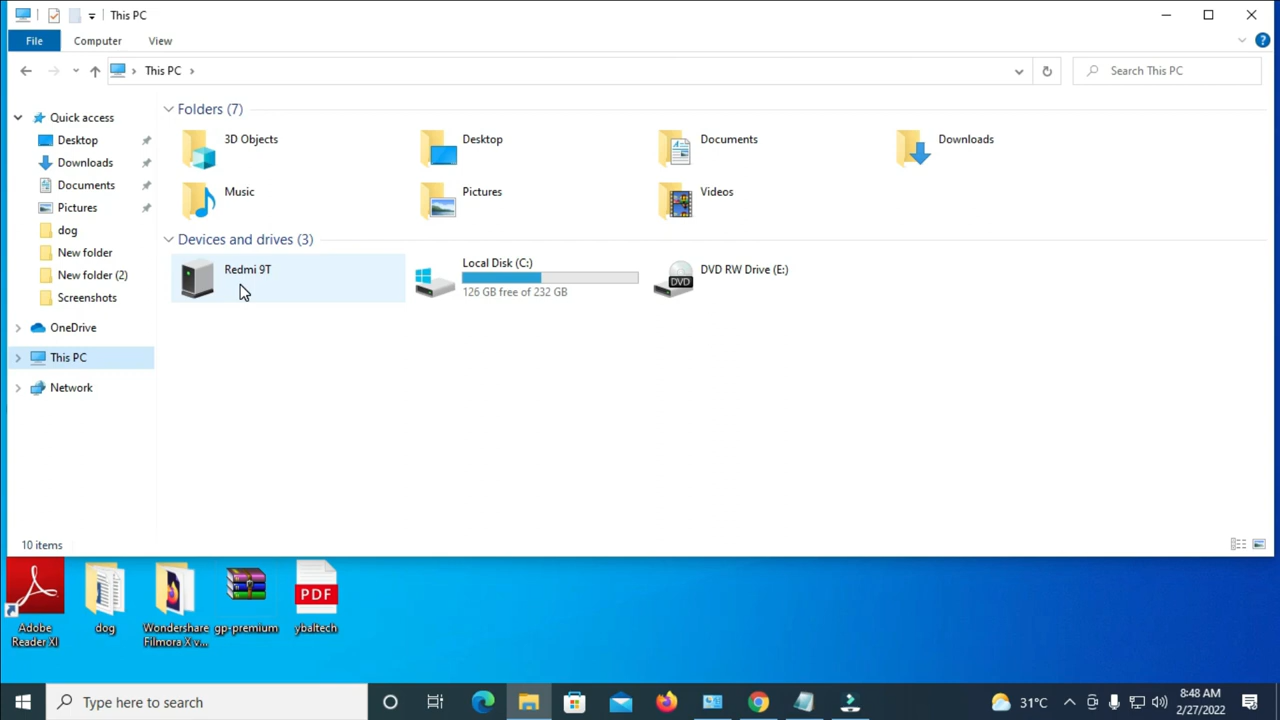 This PC
File
Computer
View
This PC
Search This PC
Quick access
Desktop
Downloads
Documents
Pictures
dog
New folder
New folder (2)
Screenshots
OneDrive
This PC
Network
Folders (7)
3D Objects
Desktop
Documents
Downloads
Music
Pictures
Videos
Devices and drives (3)
Redmi 9T
Local Disk (C:)
126 GB free of 232 GB
DVD
DVD RW Drive (E:)
10 items
Adobe
Reader XI
dog
Wondershare
Filmora X v...
gp-premium
PDF
ybaltech
Type here to search
31°C
8:48 AM
2/27/2022